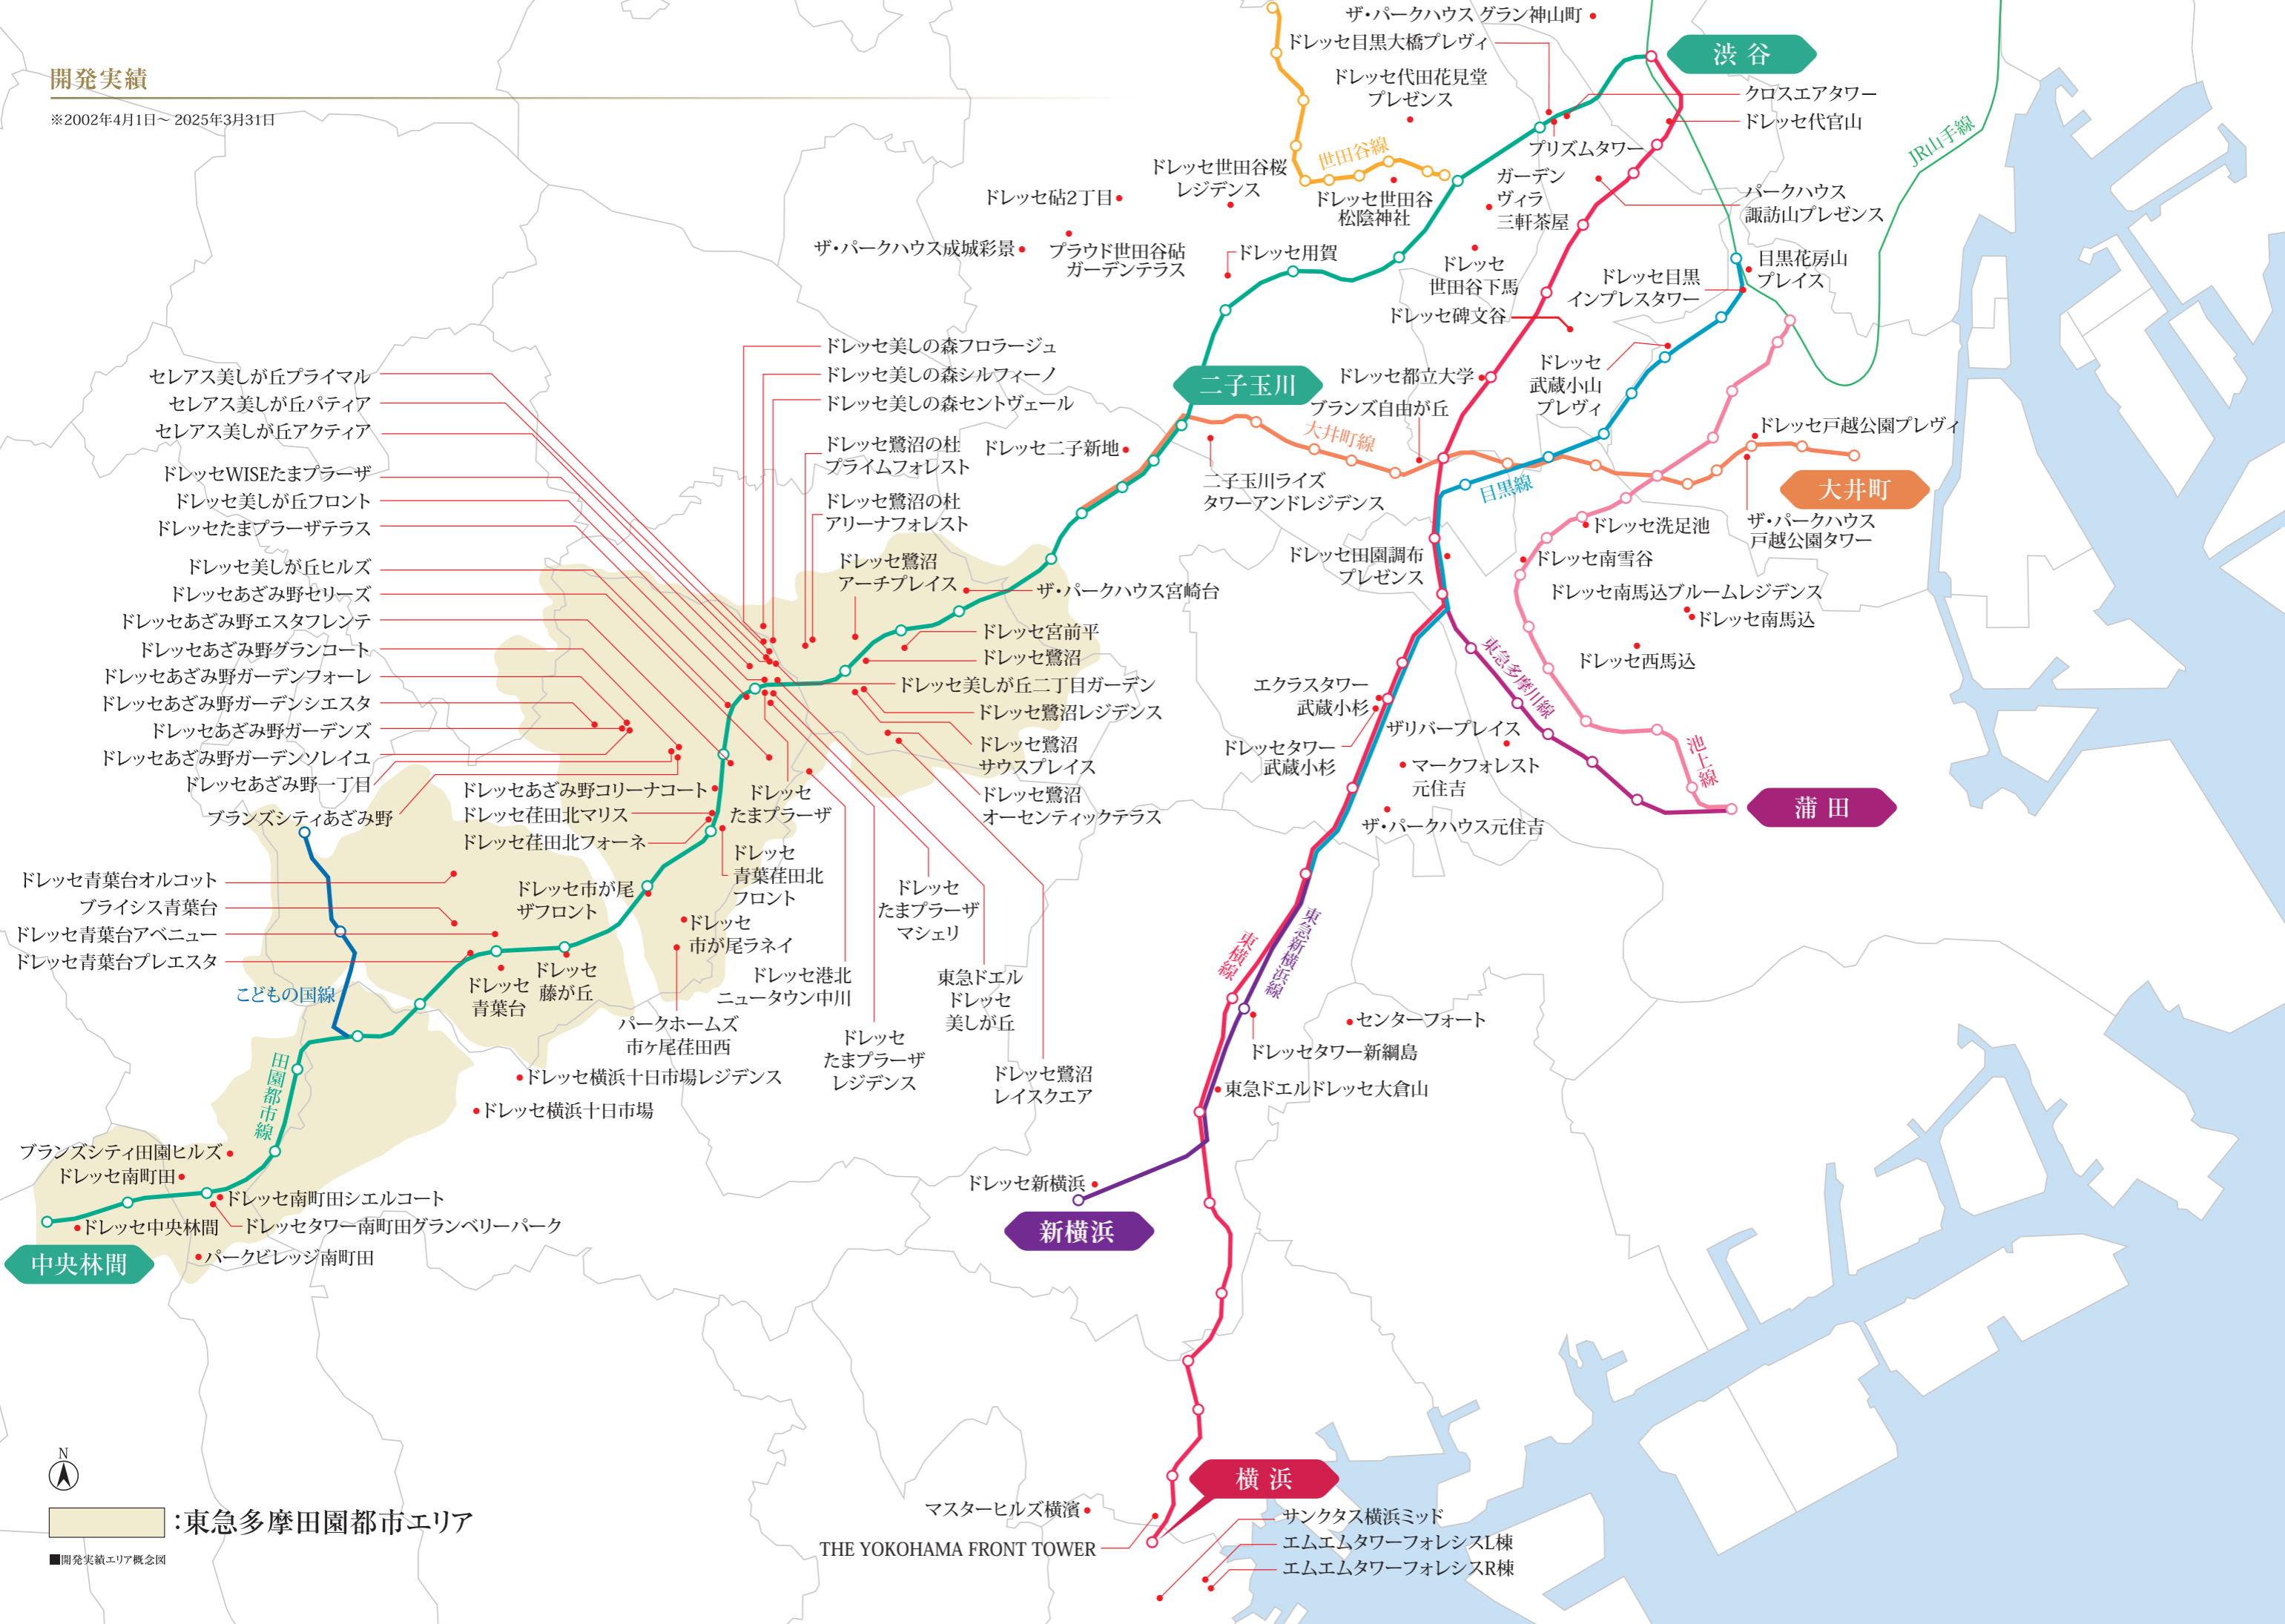 開発実績
※2002年4月1日～2025年3月31日
ザ・パークハウス グラン神山町
ドレッセ目黒大橋プレヴィ
ドレッセ代田花見堂
プレゼンス
渋谷
クロスエアタワー
ドレッセ代官山
プリズムタワー
JR山手線
世田谷線
ドレッセ世田谷桜
レジデンス
ドレッセ砧2丁目
ドレッセ世田谷
松陰神社
ガーデン
ヴィラ
三軒茶屋
パークハウス
諏訪山プレゼンス
ザ・パークハウス成城彩景
プラウド世田谷砧
ガーデンテラス
ドレッセ用賀
ドレッセ
世田谷下馬
ドレッセ目黒
インプレスタワー
目黒花房山
プレイス
ドレッセ碑文谷
ドレッセ
武蔵小山
プレヴィ
ドレッセ都立大学
ブランズ自由が丘
二子玉川
大井町線
ドレッセ戸越公園プレヴィ
大井町
ザ・パークハウス
戸越公園タワー
目黒線
ドレッセ二子新地
二子玉川ライズ
タワーアンドレジデンス
ドレッセ洗足池
ドレッセ南雪谷
ドレッセ田園調布
プレゼンス
ドレッセ南馬込ブルームレジデンス
ドレッセ南馬込
ドレッセ西馬込
東急多摩川線
池上線
蒲田
ドレッセ美しの森フロラージュ
ドレッセ美しの森シルフィーノ
ドレッセ美しの森セントヴェール
ドレッセ鷺沼の杜
プライムフォレスト
ドレッセ鷺沼の杜
アリーナフォレスト
ドレッセ鷺沼
アーチプレイス
ザ・パークハウス宮崎台
ドレッセ宮前平
ドレッセ鷺沼
ドレッセ美しが丘二丁目ガーデン
ドレッセ鷺沼レジデンス
ドレッセ鷺沼
サウスプレイス
ドレッセ鷺沼
オーセンティックテラス
セレアス美しが丘プライマル
セレアス美しが丘パティア
セレアス美しが丘アクティア
ドレッセWISEたまプラーザ
ドレッセ美しが丘フロント
ドレッセたまプラーザテラス
ドレッセ美しが丘ヒルズ
ドレッセあざみ野セリーズ
ドレッセあざみ野エスタフレンテ
ドレッセあざみ野グランコート
ドレッセあざみ野ガーデンフォーレ
ドレッセあざみ野ガーデンシエスタ
ドレッセあざみ野ガーデンズ
ドレッセあざみ野ガーデンソレイユ
ドレッセあざみ野一丁目
ブランズシティあざみ野
ドレッセあざみ野コリーナコート
ドレッセ荏田北マリス
ドレッセ荏田北フォーネ
ドレッセ
たまプラーザ
ドレッセ
青葉荏田北
フロント
ドレッセ市が尾
ザフロント
ドレッセ
市が尾ラネイ
ドレッセ青葉台オルコット
ブライシス青葉台
ドレッセ青葉台アベニュー
ドレッセ青葉台プレエスタ
こどもの国線
ドレッセ
青葉台
ドレッセ
藤が丘
パークホームズ
市ヶ尾荏田西
ドレッセ港北
ニュータウン中川
ドレッセ
たまプラーザ
レジデンス
ドレッセ
たまプラーザ
マシェリ
東急ドエル
ドレッセ
美しが丘
ドレッセ鷺沼
レイスクエア
エクラスタワー
武蔵小杉
ドレッセタワー
武蔵小杉
ザリバープレイス
マークフォレスト
元住吉
ザ・パークハウス元住吉
東横線
東急新横浜線
センターフォート
ドレッセタワー新綱島
東急ドエルドレッセ大倉山
ドレッセ新横浜
新横浜
ドレッセ横浜十日市場レジデンス
ドレッセ横浜十日市場
田園都市線
ブランズシティ田園ヒルズ
ドレッセ南町田
ドレッセ南町田シエルコート
ドレッセ中央林間
ドレッセタワー南町田グランベリーパーク
パークビレッジ南町田
中央林間
横浜
マスターヒルズ横濱
THE YOKOHAMA FRONT TOWER
サンクタス横浜ミッド
エムエムタワーフォレシスL棟
エムエムタワーフォレシスR棟
N
：東急多摩田園都市エリア
■開発実績エリア概念図